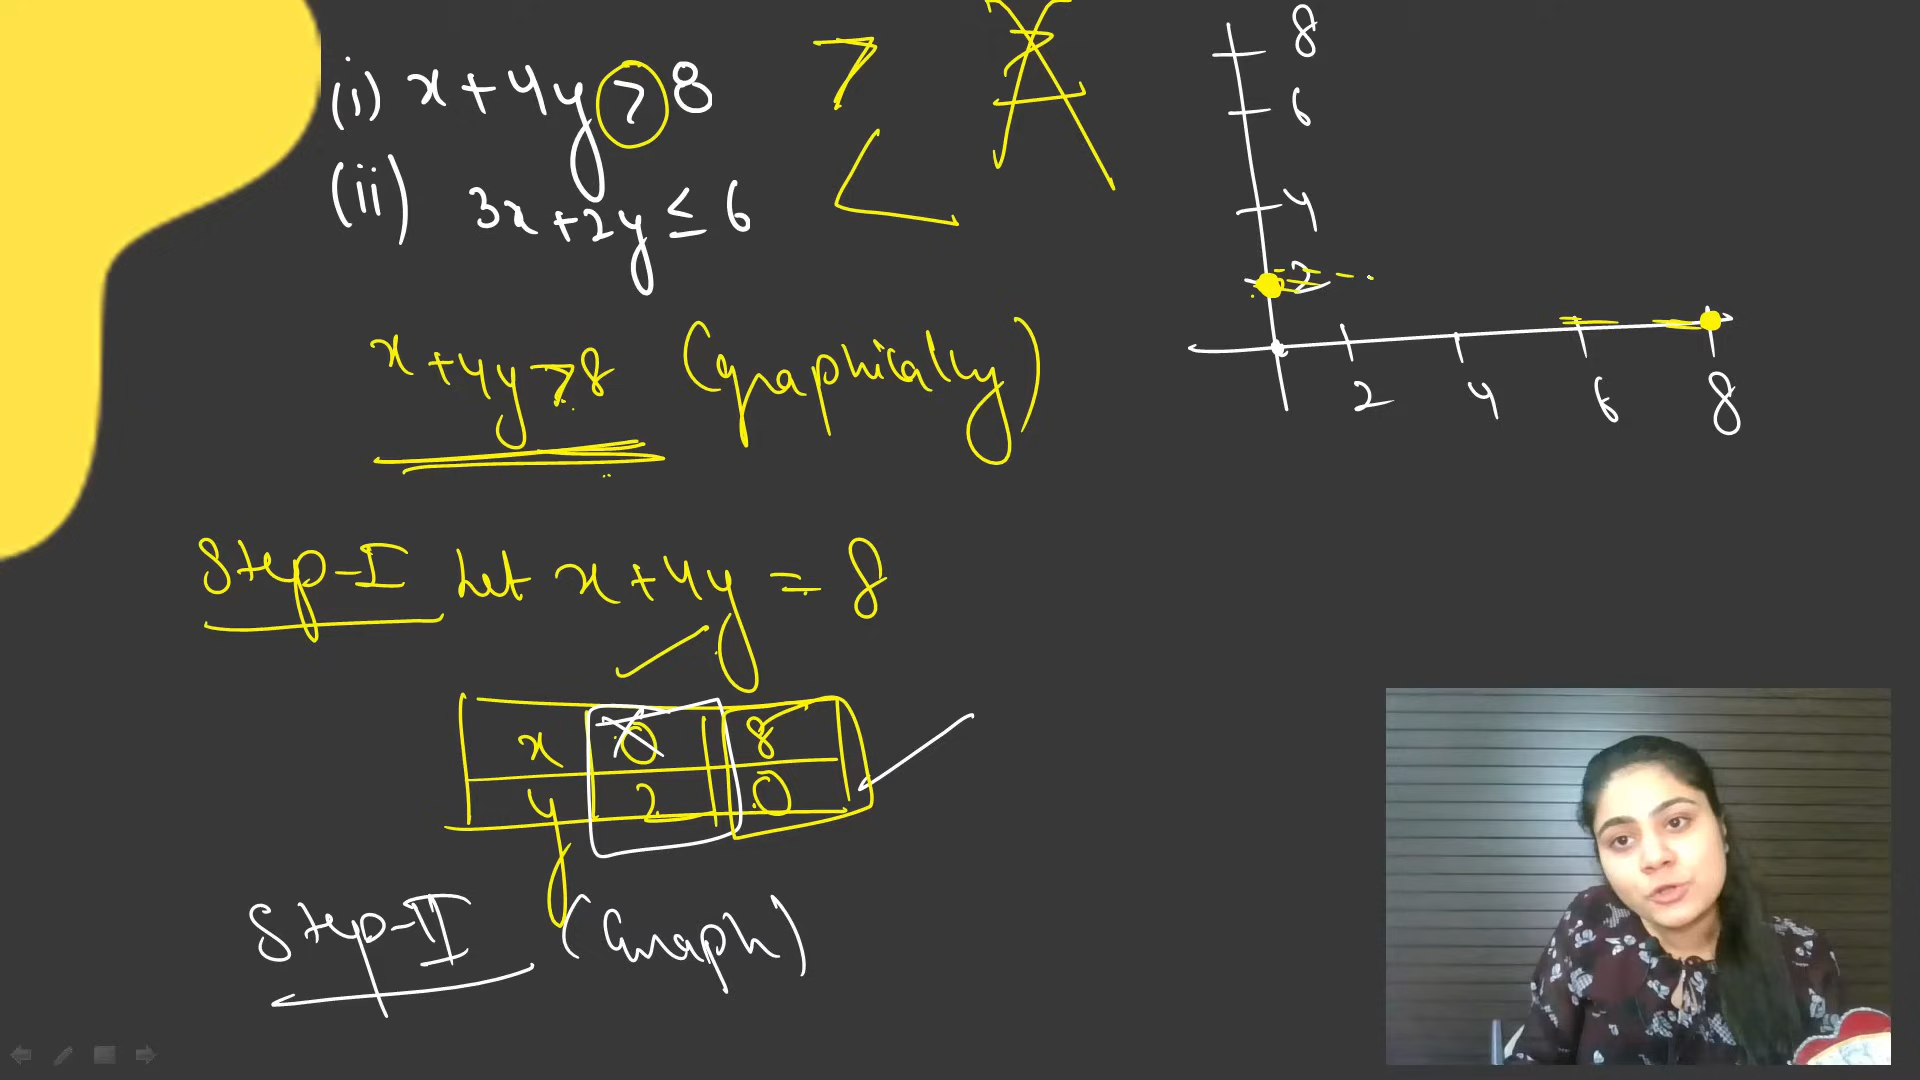 (i) x+4y > 8
(ii) 3x+2y ≤ 6
>
<
x+4y > 8 (graphically)
Step-I Let x+4y = 8
x 0 8
y 2 0
Step-II (Graph)
8
6
4
2
2 4 6 8